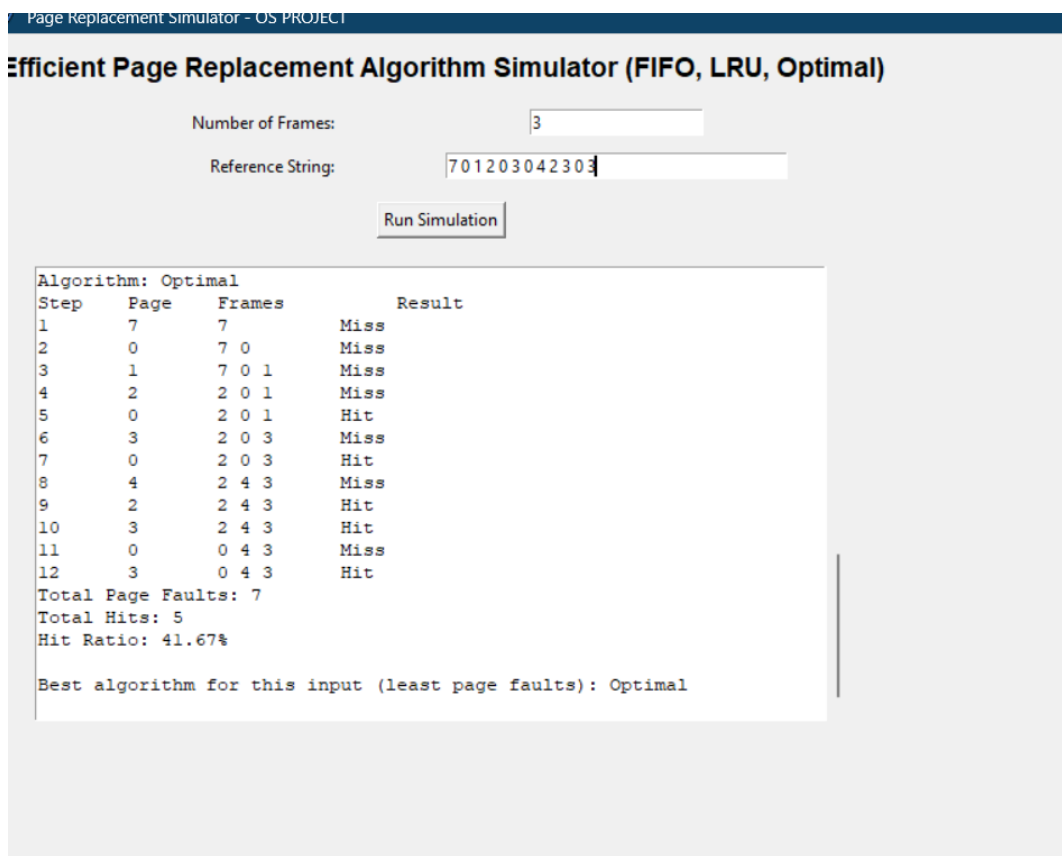 Page Replacement Simulator - OS PROJECT
Efficient Page Replacement Algorithm Simulator (FIFO, LRU, Optimal)
Number of Frames: 3
Reference String: 7 0 1 2 0 3 0 4 2 3 0 3
Run Simulation
Algorithm: Optimal
Step Page Frames Result
1 7 7 Miss
2 0 7 0 Miss
3 1 7 0 1 Miss
4 2 2 0 1 Miss
5 0 2 0 1 Hit
6 3 2 0 3 Miss
7 0 2 0 3 Hit
8 4 2 4 3 Miss
9 2 2 4 3 Hit
10 3 2 4 3 Hit
11 0 0 4 3 Miss
12 3 0 4 3 Hit
Total Page Faults: 7
Total Hits: 5
Hit Ratio: 41.67%
Best algorithm for this input (least page faults): Optimal